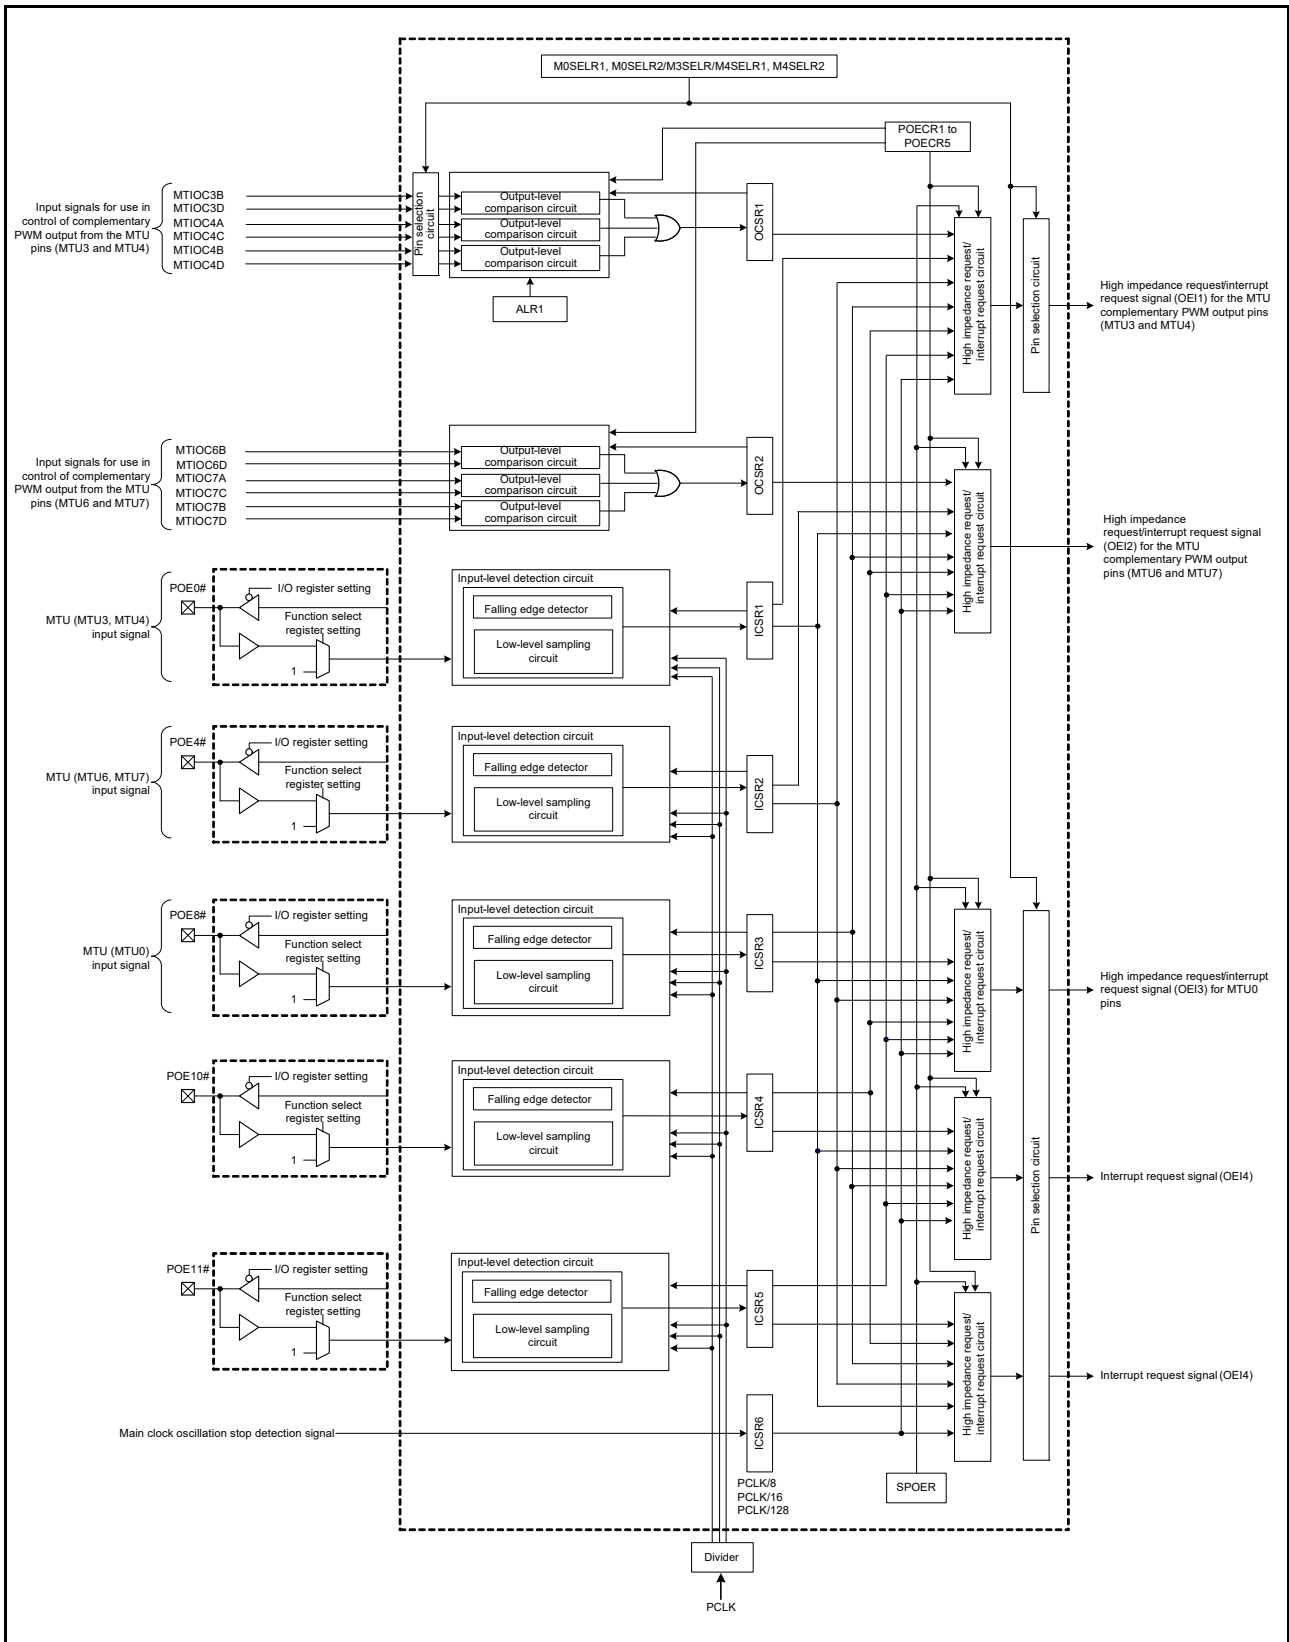 M0SELR1, M0SELR2/M3SELR/M4SELR1, M4SELR2
POECR1 to
POECR5
Input signals for use in
control of complementary
PWM output from the MTU
pins (MTU3 and MTU4)
MTIOC3B
MTIOC3D
MTIOC4A
MTIOC4C
MTIOC4B
MTIOC4D
Pin selection
circuit
Output-level
comparison circuit
Output-level
comparison circuit
Output-level
comparison circuit
ALR1
OCSR1
High impedance request/
interrupt request circuit
Pin selection circuit
High impedance request/interrupt
request signal (OEI1) for the MTU
complementary PWM output pins
(MTU3 and MTU4)
Input signals for use in
control of complementary
PWM output from the MTU
pins (MTU6 and MTU7)
MTIOC6B
MTIOC6D
MTIOC7A
MTIOC7C
MTIOC7B
MTIOC7D
Output-level
comparison circuit
Output-level
comparison circuit
Output-level
comparison circuit
OCSR2
High impedance request/
interrupt request circuit
High impedance
request/interrupt request signal
(OEI2) for the MTU
complementary PWM output
pins (MTU6 and MTU7)
MTU (MTU3, MTU4)
input signal
POE0#
I/O register setting
Function select
register setting
1
Input-level detection circuit
Falling edge detector
Low-level sampling
circuit
ICSR1
MTU (MTU6, MTU7)
input signal
POE4#
I/O register setting
Function select
register setting
1
Input-level detection circuit
Falling edge detector
Low-level sampling
circuit
ICSR2
MTU (MTU0)
input signal
POE8#
I/O register setting
Function select
register setting
1
Input-level detection circuit
Falling edge detector
Low-level sampling
circuit
ICSR3
High impedance request/
interrupt request circuit
High impedance request/interrupt
request signal (OEI3) for MTU0
pins
POE10#
I/O register setting
Function select
register setting
1
Input-level detection circuit
Falling edge detector
Low-level sampling
circuit
ICSR4
High impedance request/
interrupt request circuit
Pin selection circuit
Interrupt request signal (OEI4)
POE11#
I/O register setting
Function select
register setting
1
Input-level detection circuit
Falling edge detector
Low-level sampling
circuit
ICSR5
High impedance request/
interrupt request circuit
Interrupt request signal (OEI4)
Main clock oscillation stop detection signal
ICSR6
PCLK/8
PCLK/16
PCLK/128
SPOER
Divider
PCLK